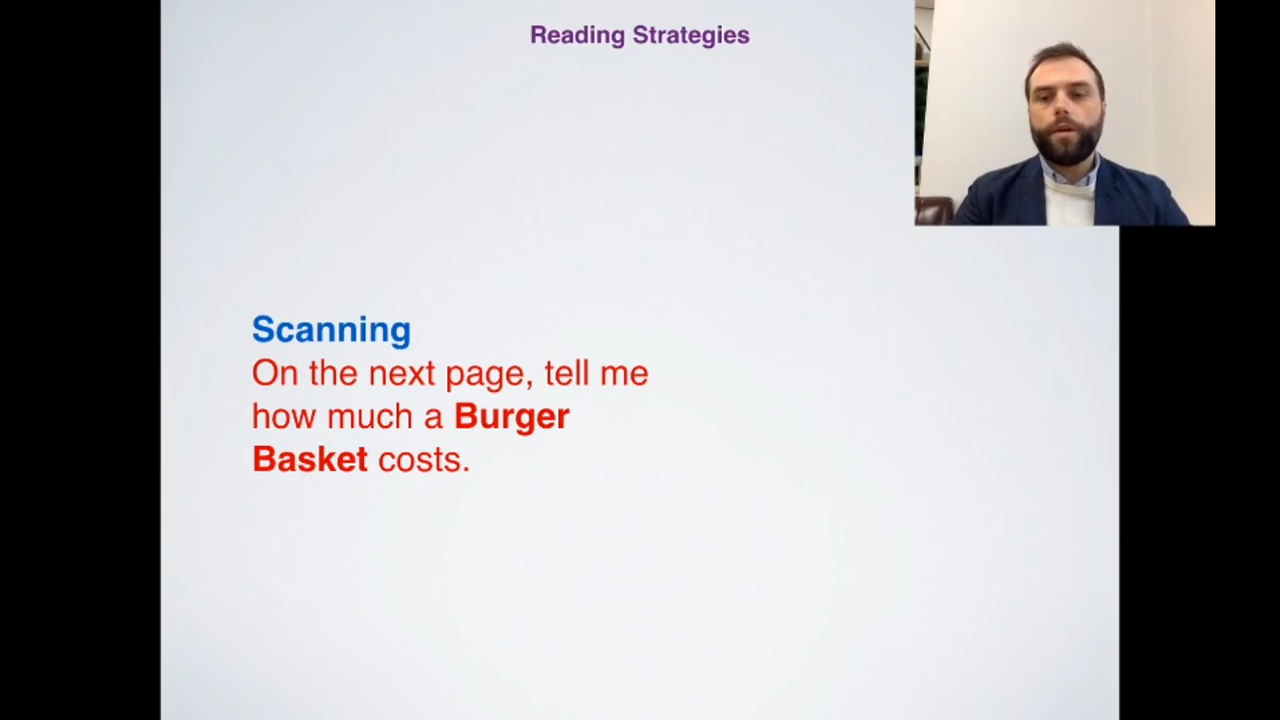 Reading Strategies
Scanning
On the next page, tell me
how much a Burger
Basket costs.